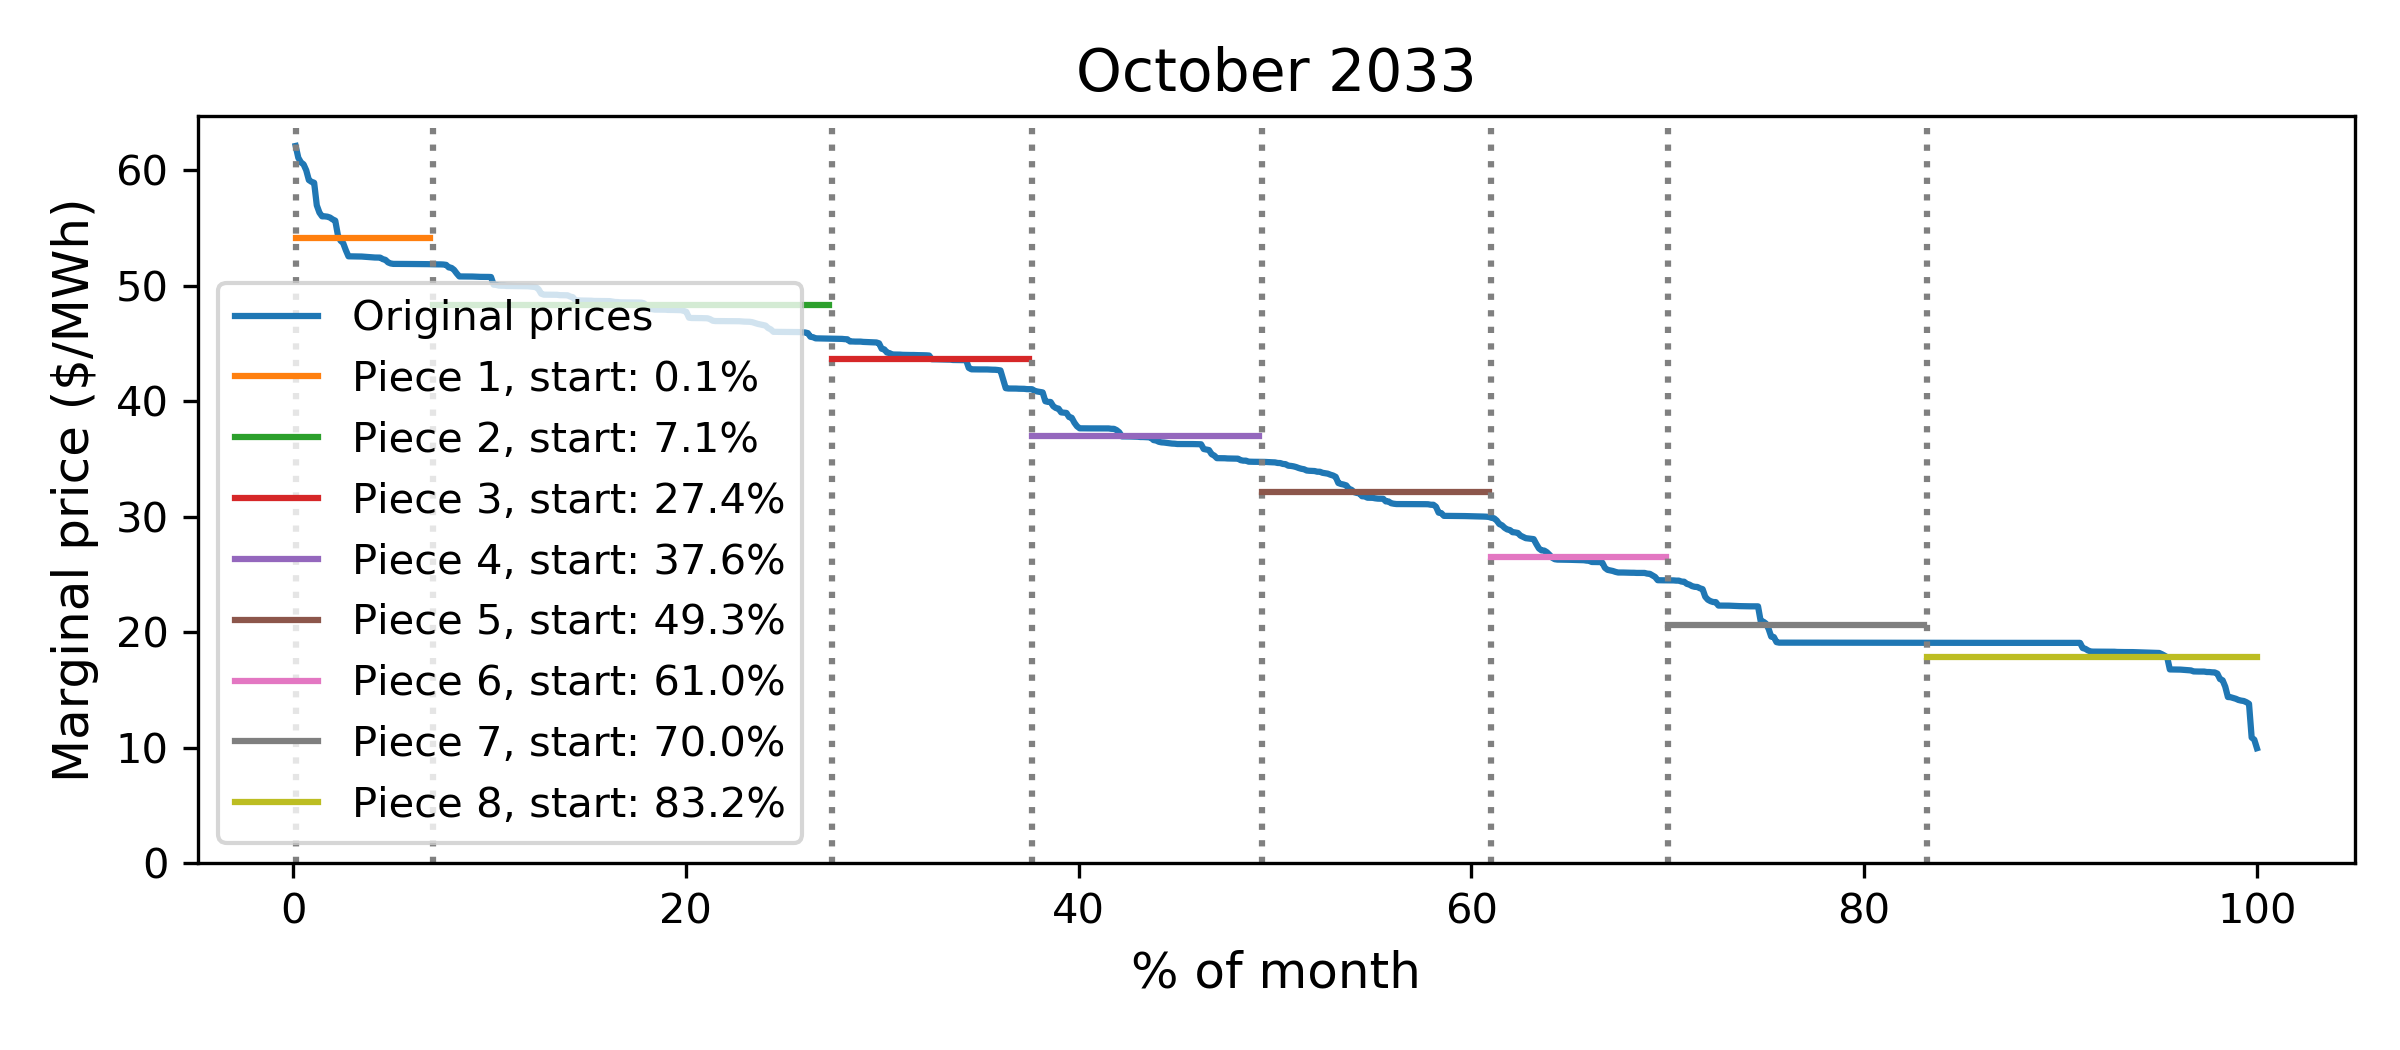 October 2033
Marginal price ($/MWh)
60
50
40
30
20
10
0
Original prices
Piece 1, start: 0.1%
Piece 2, start: 7.1%
Piece 3, start: 27.4%
Piece 4, start: 37.6%
Piece 5, start: 49.3%
Piece 6, start: 61.0%
Piece 7, start: 70.0%
Piece 8, start: 83.2%
0 20 40 60 80 100
% of month